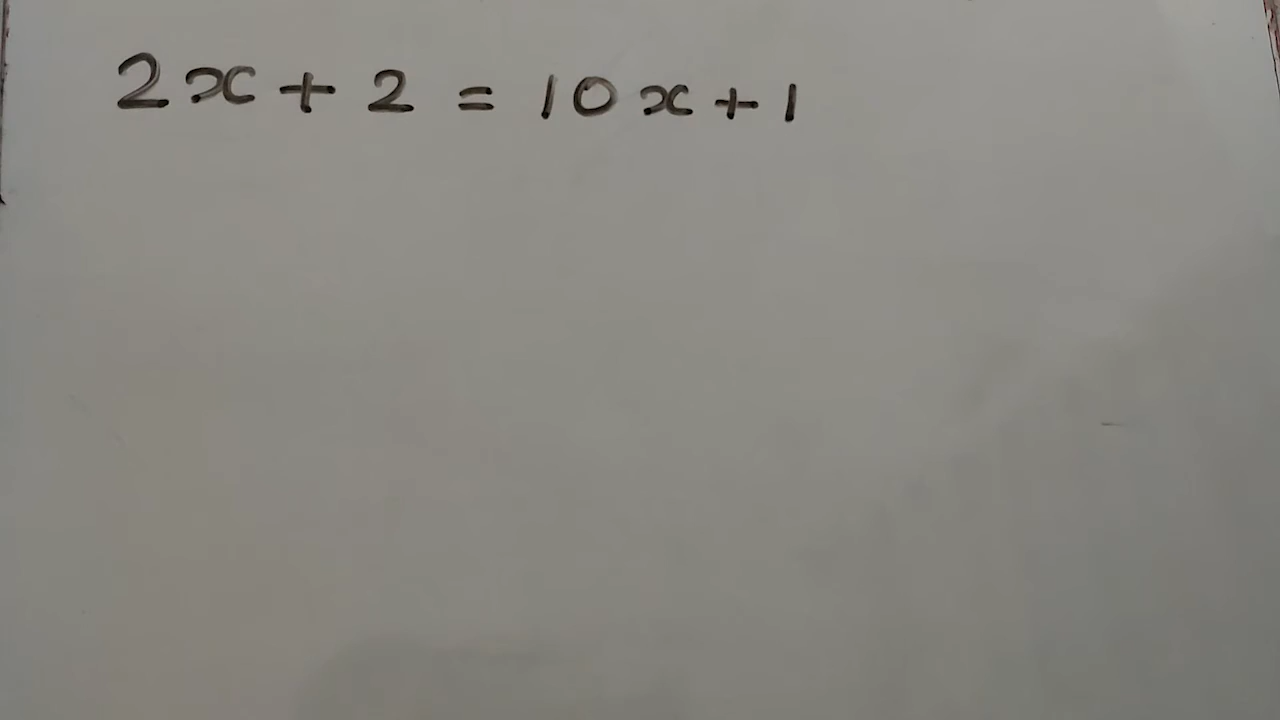 2x + 2 = 10x + 1